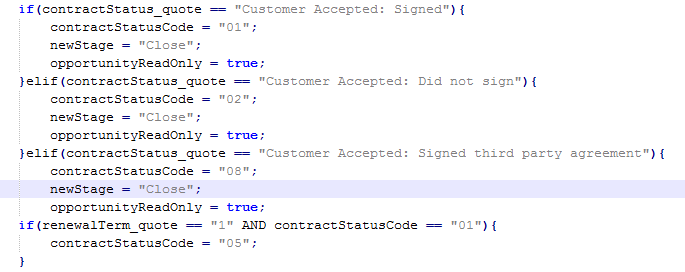 if(contractStatus_quote == "Customer Accepted: Signed"){
    contractStatusCode = "01";
    newStage = "Close";
    opportunityReadOnly = true;
}elif(contractStatus_quote == "Customer Accepted: Did not sign"){
    contractStatusCode = "02";
    newStage = "Close";
    opportunityReadOnly = true;
}elif(contractStatus_quote == "Customer Accepted: Signed third party agreement"){
    contractStatusCode = "08";
    newStage = "Close";
    opportunityReadOnly = true;
if(renewalTerm_quote == "1" AND contractStatusCode == "01"){
    contractStatusCode = "05";
}